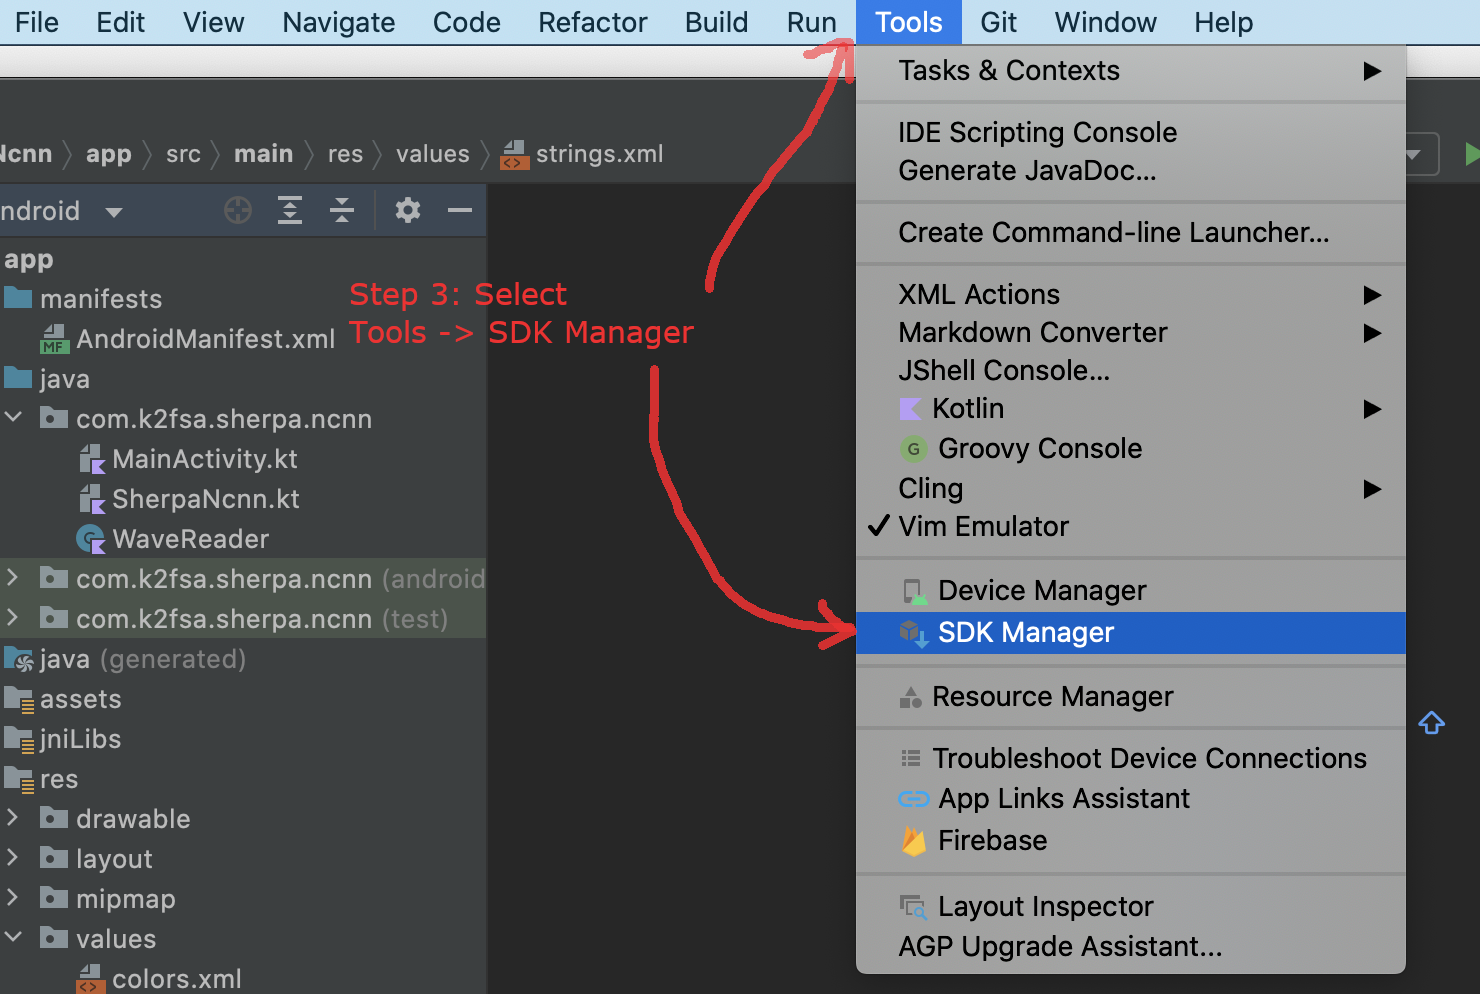 File Edit View Navigate Code Refactor Build Run Tools Git Window Help
Ncnn app src main res values strings.xml
ndroid
app
manifests
AndroidManifest.xml
java
com.k2fsa.sherpa.ncnn
MainActivity.kt
SherpaNcnn.kt
WaveReader
com.k2fsa.sherpa.ncnn (android
com.k2fsa.sherpa.ncnn (test)
java (generated)
assets
jniLibs
res
drawable
layout
mipmap
values
colors.xml
Step 3: Select
Tools -> SDK Manager
Tasks & Contexts
IDE Scripting Console
Generate JavaDoc...
Create Command-line Launcher...
XML Actions
Markdown Converter
JShell Console...
Kotlin
Groovy Console
Cling
Vim Emulator
Device Manager
SDK Manager
Resource Manager
Troubleshoot Device Connections
App Links Assistant
Firebase
Layout Inspector
AGP Upgrade Assistant...